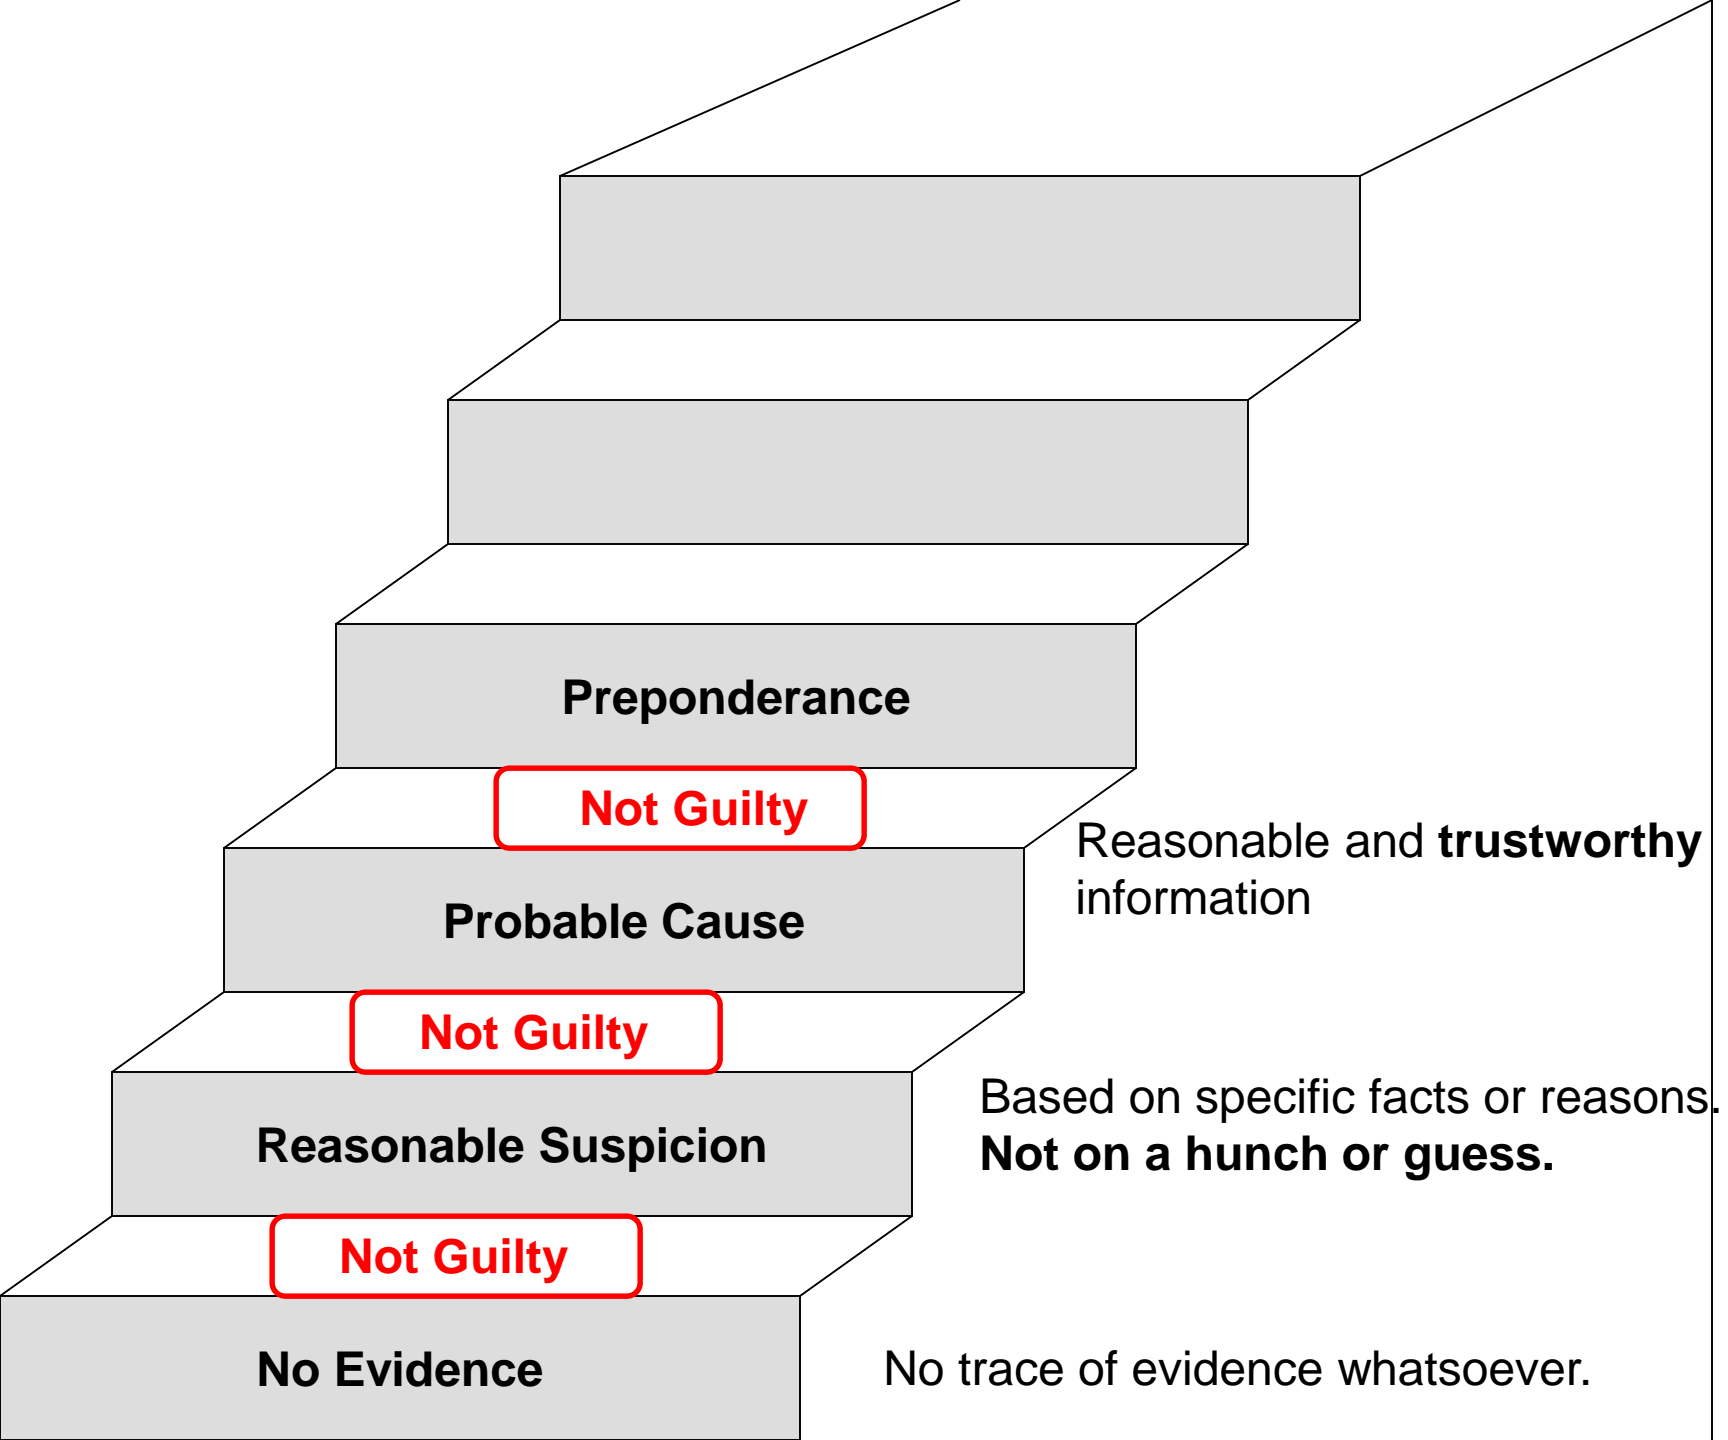 Preponderance
Not Guilty
Reasonable and trustworthy
information
Probable Cause
Not Guilty
Based on specific facts or reasons.
Not on a hunch or guess.
Reasonable Suspicion
Not Guilty
No Evidence
No trace of evidence whatsoever.